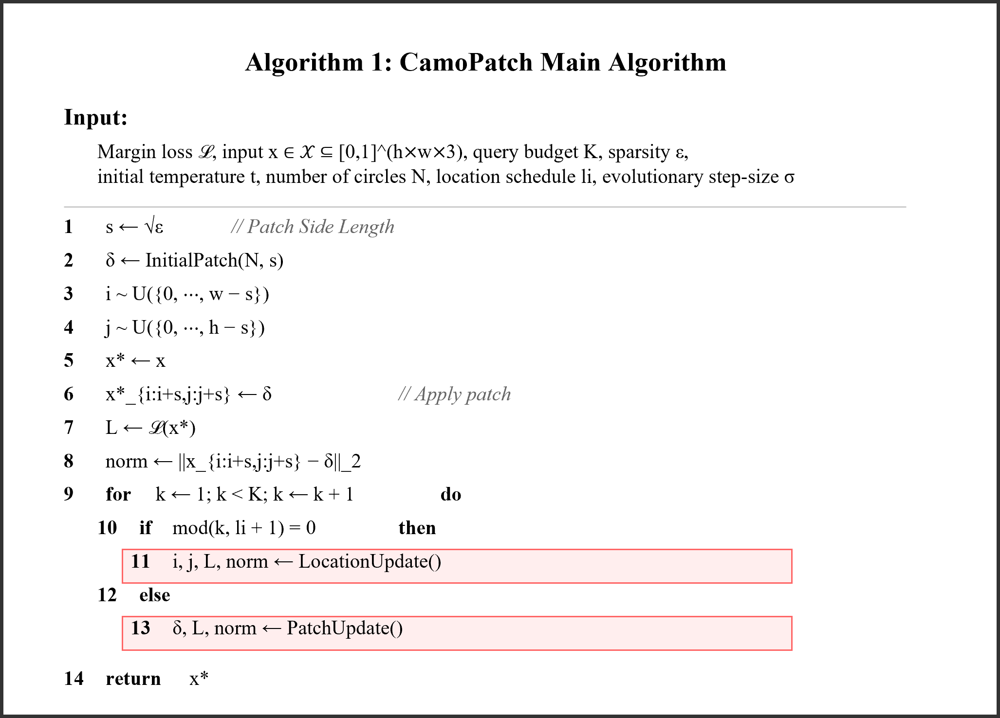 Algorithm 1: CamoPatch Main Algorithm
Input:
Margin loss ℒ, input x ∈ 𝒳 ⊆ [0,1]^(h×w×3), query budget K, sparsity ε,
initial temperature t, number of circles N, location schedule li, evolutionary step-size σ
1 s ← √ε // Patch Side Length
2 δ ← InitialPatch(N, s)
3 i ~ U({0, ⋯, w − s})
4 j ~ U({0, ⋯, h − s})
5 x* ← x
6 x*_{i:i+s,j:j+s} ← δ // Apply patch
7 L ← ℒ(x*)
8 norm ← ||x_{i:i+s,j:j+s} − δ||_2
9 for k ← 1; k < K; k ← k + 1 do
10 if mod(k, li + 1) = 0 then
11 i, j, L, norm ← LocationUpdate()
12 else
13 δ, L, norm ← PatchUpdate()
14 return x*